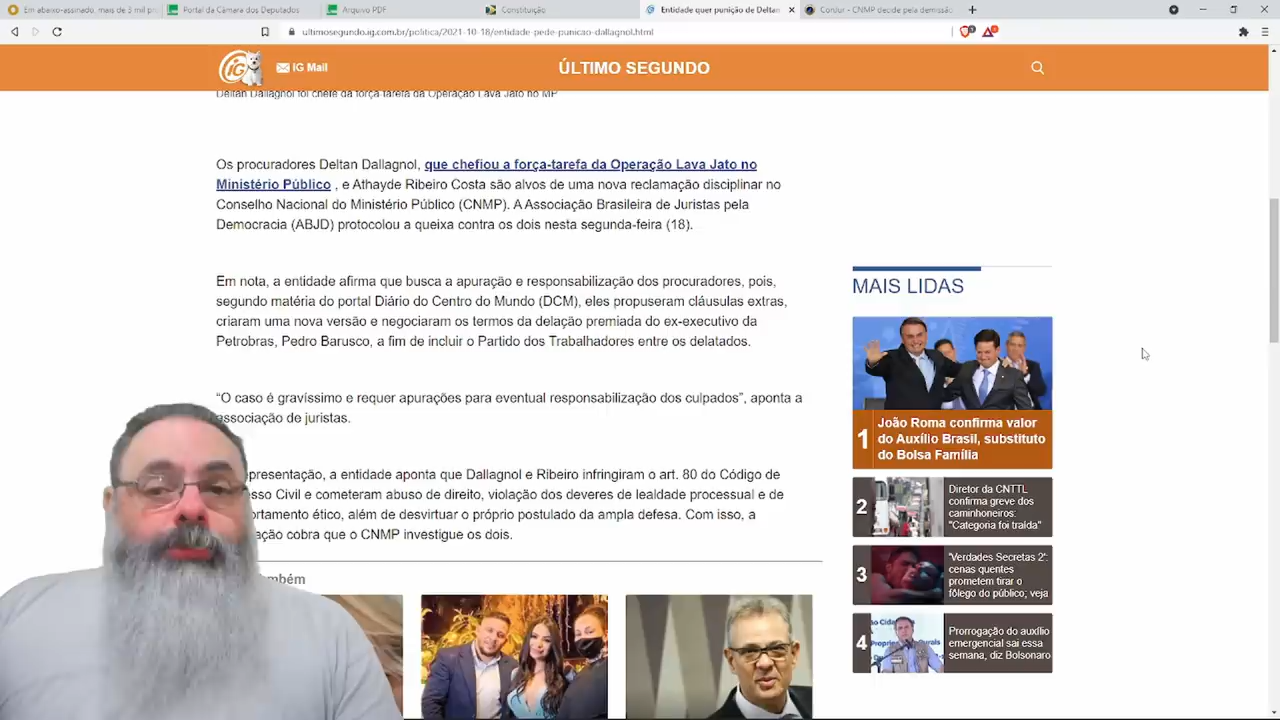 Em abaixo-assinado, mais de 3 mil pr
Portal da Câmara dos Deputados
Arquivo PDF
Constituição
Entidade quer punição de Deltan
Conjur - CNMP decide pela demissão
ultimosegundo.ig.com.br/politica/2021-10-18/entidade-pede-punicao-dallagnol.html
iG
iG Mail
ÚLTIMO SEGUNDO
Deltan Dallagnol foi chefe da força-tarefa da Operação Lava Jato no MP
Os procuradores Deltan Dallagnol, que chefiou a força-tarefa da Operação Lava Jato no
Ministério Público , e Athayde Ribeiro Costa são alvos de uma nova reclamação disciplinar no
Conselho Nacional do Ministério Público (CNMP). A Associação Brasileira de Juristas pela
Democracia (ABJD) protocolou a queixa contra os dois nesta segunda-feira (18).
Em nota, a entidade afirma que busca a apuração e responsabilização dos procuradores, pois,
segundo matéria do portal Diário do Centro do Mundo (DCM), eles propuseram cláusulas extras,
criaram uma nova versão e negociaram os termos da delação premiada do ex-executivo da
Petrobras, Pedro Barusco, a fim de incluir o Partido dos Trabalhadores entre os delatados.
“O caso é gravíssimo e requer apurações para eventual responsabilização dos culpados”, aponta a
associação de juristas.
epresentação, a entidade aponta que Dallagnol e Ribeiro infringiram o art. 80 do Código de
esso Civil e cometeram abuso de direito, violação dos deveres de lealdade processual e de
ortam ético, além de desvirtuar o próprio postulado da ampla defesa. Com isso, a
ação cobra que o CNMP investigue os dois.
mbém
MAIS LIDAS
1
João Roma confirma valor
do Auxílio Brasil, substituto
do Bolsa Família
2
Diretor da CNTTL
confirma greve dos
caminhoneiros:
"Categoria foi traída"
3
"Verdades Secretas 2":
cenas quentes
prometem tirar o
fôlego do público; veja
4
Prorrogação do auxílio
emergencial sai essa
semana, diz Bolsonaro